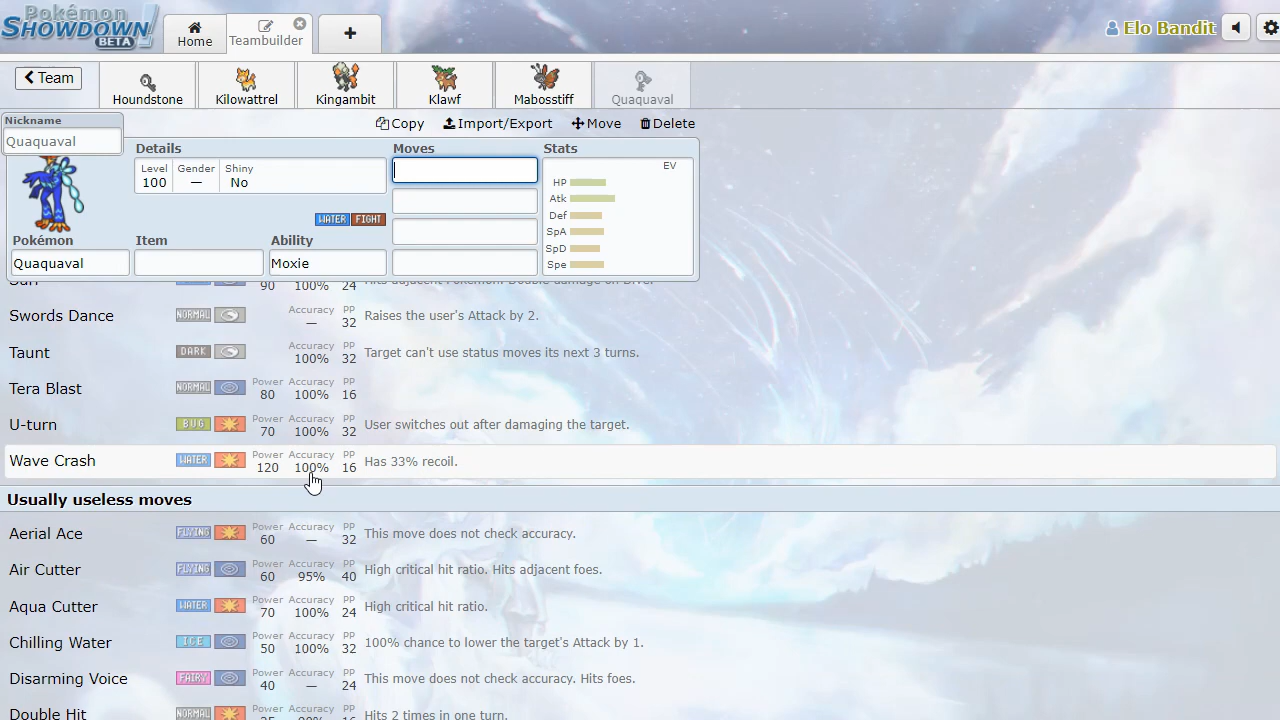 Pokémon
SHOWDOWN!
BETA
Home
Teambuilder
+
Elo Bandit
Team
Houndstone
Kilowattrel
Kingambit
Klawf
Mabosstiff
Quaquaval
Nickname
Quaquaval
Copy
Import/Export
Move
Delete
Details
Moves
Stats
Level Gender Shiny
100 — No
EV
HP
Atk
Def
SpA
SpD
Spe
WATER FIGHT
Pokémon Item Ability
Quaquaval Moxie
90 100% 24 Hits adjacent Pokemon. Double damage on Dive.
Swords Dance NORMAL Accuracy — PP 32 Raises the user's Attack by 2.
Taunt DARK Accuracy 100% PP 32 Target can't use status moves its next 3 turns.
Tera Blast NORMAL Power 80 Accuracy 100% PP 16
U-turn BUG Power 70 Accuracy 100% PP 32 User switches out after damaging the target.
Wave Crash WATER Power 120 Accuracy 100% PP 16 Has 33% recoil.
Usually useless moves
Aerial Ace FLYING Power 60 Accuracy — PP 32 This move does not check accuracy.
Air Cutter FLYING Power 60 Accuracy 95% PP 40 High critical hit ratio. Hits adjacent foes.
Aqua Cutter WATER Power 70 Accuracy 100% PP 24 High critical hit ratio.
Chilling Water ICE Power 50 Accuracy 100% PP 32 100% chance to lower the target's Attack by 1.
Disarming Voice FAIRY Power 40 Accuracy — PP 24 This move does not check accuracy. Hits foes.
Double Hit NORMAL Power Accuracy PP Hits 2 times in one turn.